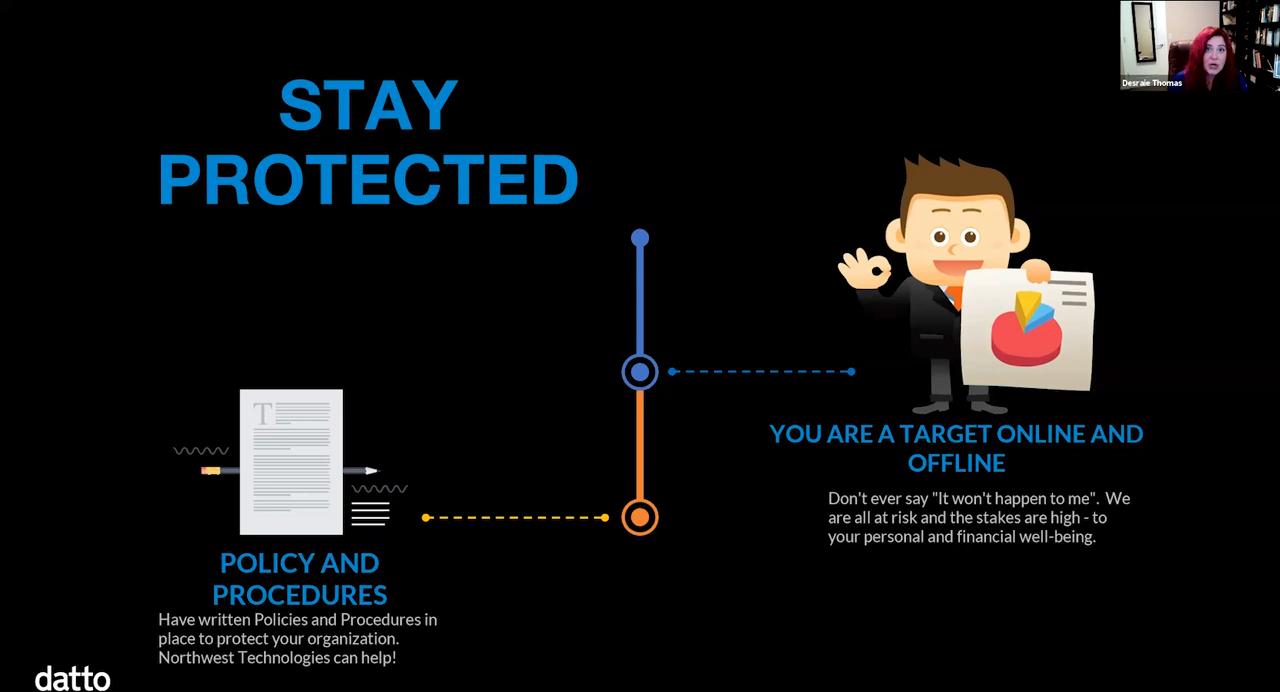 Desraie Thomas
STAY
PROTECTED
YOU ARE A TARGET ONLINE AND
OFFLINE
Don't ever say "It won't happen to me". We
are all at risk and the stakes are high - to
your personal and financial well-being.
T
POLICY AND
PROCEDURES
Have written Policies and Procedures in
place to protect your organization.
Northwest Technologies can help!
datto